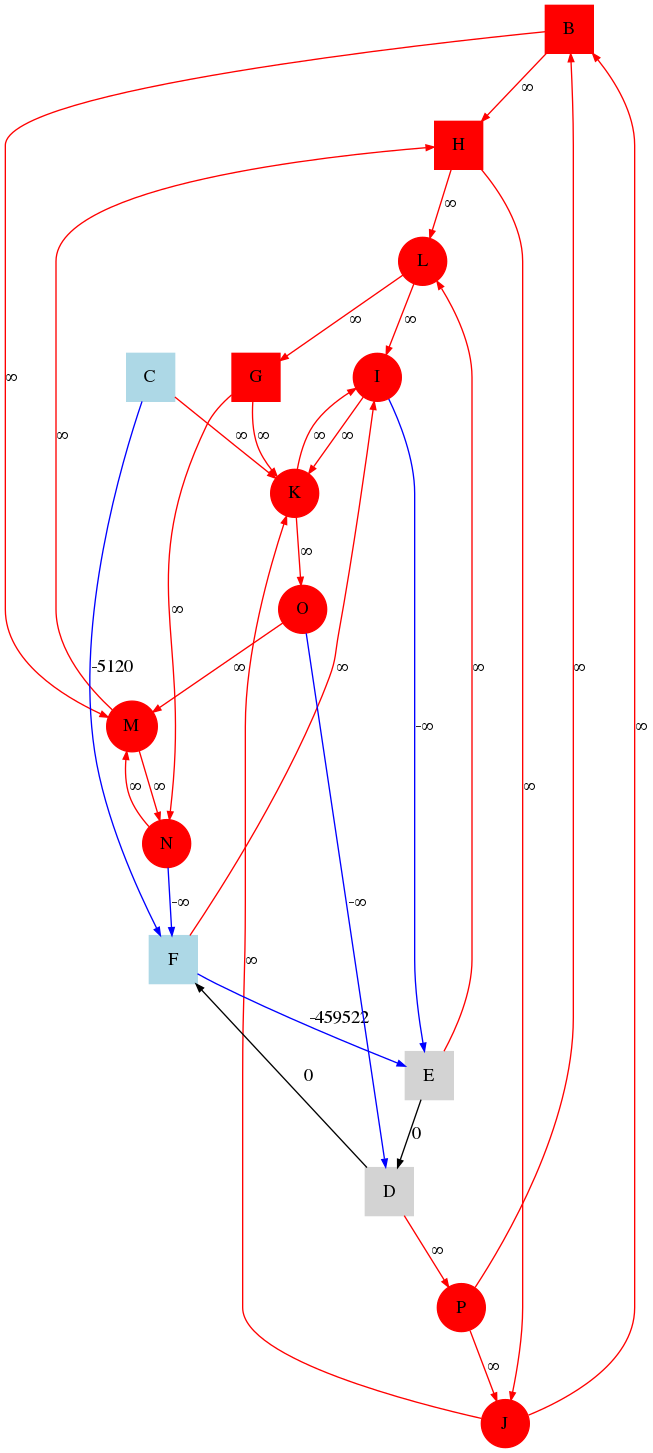 B
∞
H
∞
L
∞ ∞
C G I
∞ ∞ ∞ ∞ ∞
K
∞
O
∞
-5120 ∞ ∞ ∞ ∞
M -∞ ∞
∞ ∞ ∞
N
-∞ -∞
F ∞
-459522
0 E
0
D
∞
P
∞
J